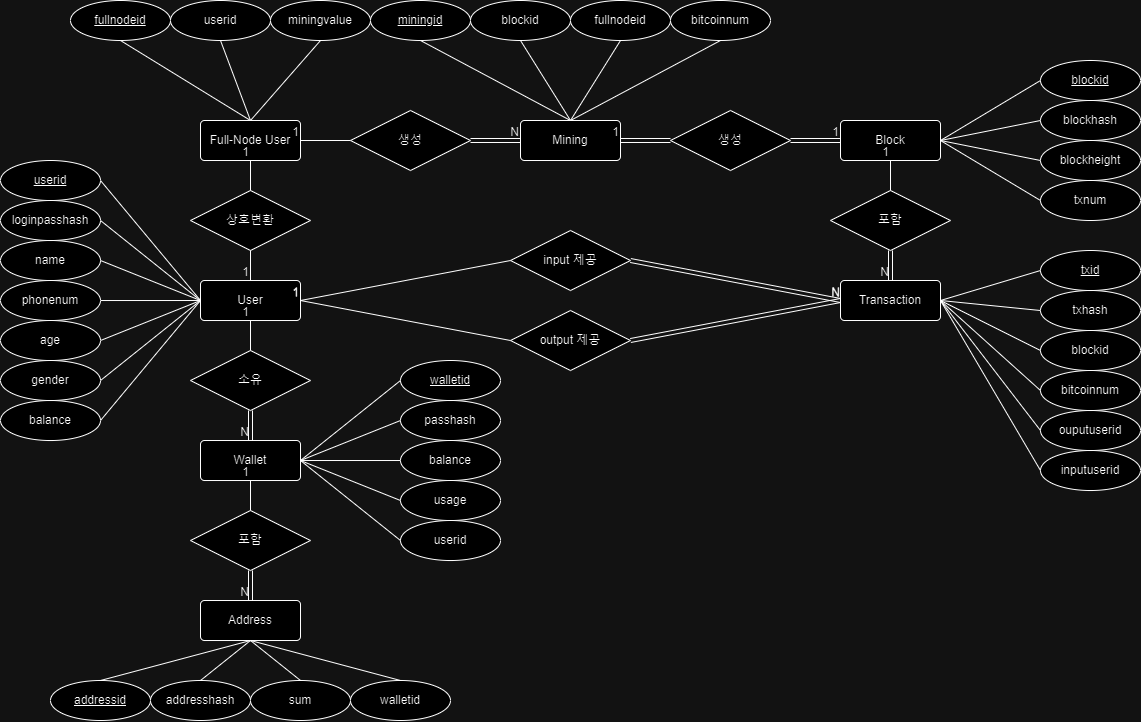 fullnodeid
userid
miningvalue
miningid
blockid
fullnodeid
bitcoinnum
Full-Node User
1
1
생성
N
Mining
1
생성
1
Block
1
blockid
blockhash
blockheight
txnum
userid
loginpasshash
name
phonenum
age
gender
balance
상호변환
1
User
1
1
input 제공
output 제공
포함
N
N
Transaction
txid
txhash
blockid
bitcoinnum
ouputuserid
inputuserid
소유
N
Wallet
1
walletid
passhash
balance
usage
userid
포함
N
Address
addressid
addresshash
sum
walletid